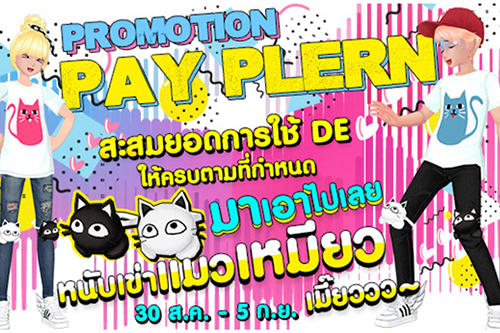 PROMOTION
PAY PLERN
สะสมยอดการใช้ DE
ให้ครบตามที่กำหนด
มาเอาไปเลย
หนีบเข่าแมวเหมียว
30 ส.ค. - 5 ก.ย. เมี๊ยววว~